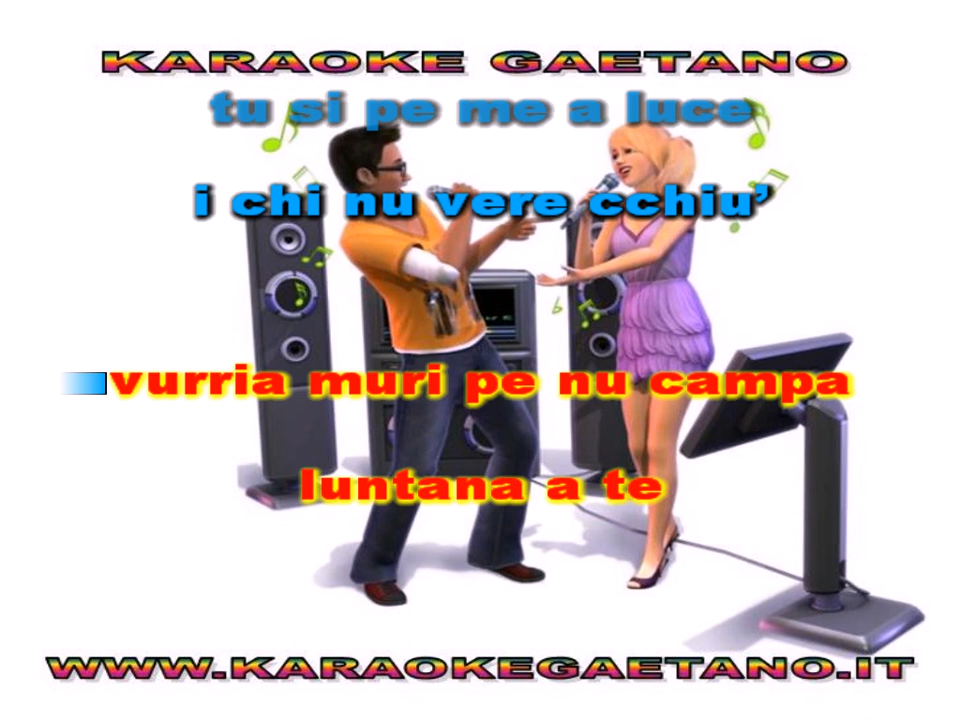 KARAOKE GAETANO
tu si pe me a luce
i chi nu vere cchiu'
vurria muri pe nu campa
luntana a te
WWW.KARAOKEGAETANO.IT